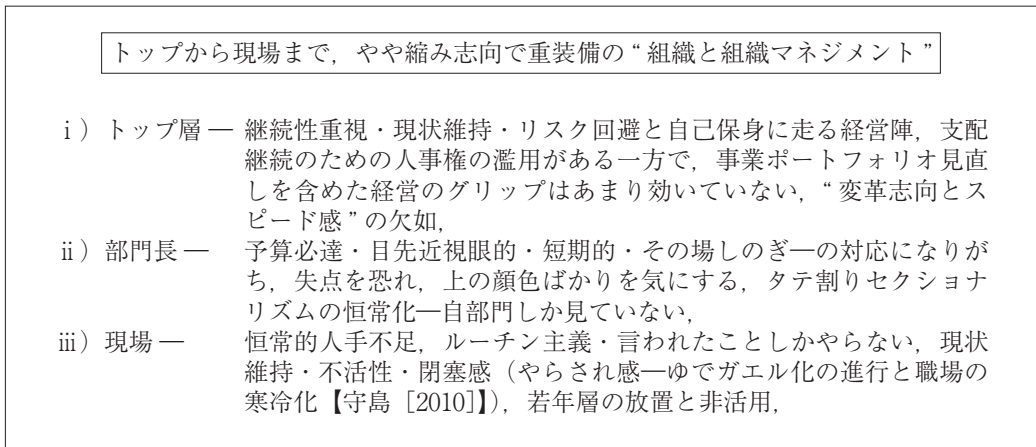 トップから現場まで，やや縮み志向で重装備の“組織と組織マネジメント”
ⅰ）トップ層 ― 継続性重視・現状維持・リスク回避と自己保身に走る経営陣，支配
継続のための人事権の濫用がある一方で，事業ポートフォリオ見直
しを含めた経営のグリップはあまり効いていない，“変革志向とス
ピード感”の欠如，
ⅱ）部門長 ― 予算必達・目先近視眼的・短期的・その場しのぎ―の対応になりが
ち，失点を恐れ，上の顔色ばかりを気にする，タテ割りセクショナ
リズムの恒常化―自部門しか見ていない，
ⅲ）現場 ― 恒常的人手不足，ルーチン主義・言われたことしかやらない，現状
維持・不活性・閉塞感（やらされ感―ゆでガエル化の進行と職場の
寒冷化【守島［2010］】），若年層の放置と非活用，